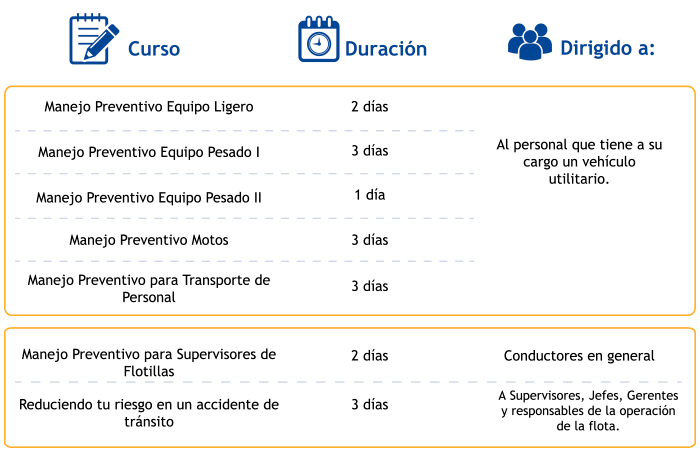 Curso
Duración
Dirigido a:
Manejo Preventivo Equipo Ligero
2 días
Manejo Preventivo Equipo Pesado I
3 días
Manejo Preventivo Equipo Pesado II
1 día
Manejo Preventivo Motos
3 días
Manejo Preventivo para Transporte de
Personal
3 días
Al personal que tiene a su
cargo un vehículo
utilitario.
Manejo Preventivo para Supervisores de
Flotillas
2 días
Conductores en general
Reduciendo tu riesgo en un accidente de
tránsito
3 días
A Supervisores, Jefes, Gerentes
y responsables de la operación
de la flota.